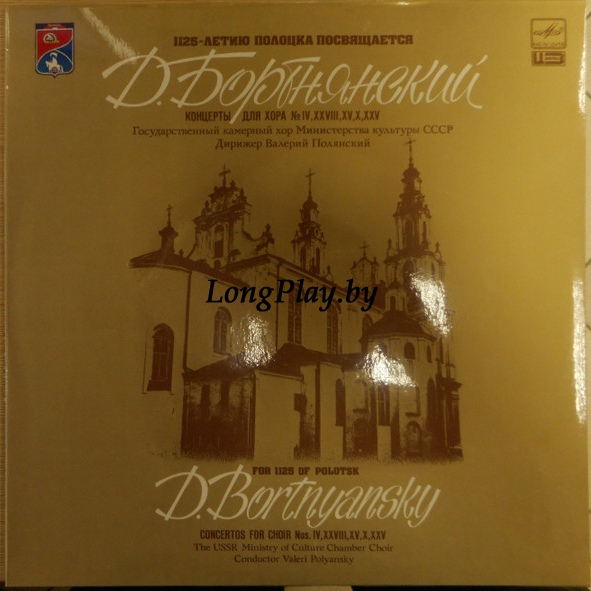 1125-ЛЕТИЮ ПОЛОЦКА ПОСВЯЩАЕТСЯ
Д. Бортнянский
КОНЦЕРТЫ ДЛЯ ХОРА № IV, XXVIII, XV, X, XXV
Государственный камерный хор Министерства культуры СССР
Дирижер Валерий Полянский
LongPlay.by
FOR 1125 OF POLOTSK
D. Bortnyansky
CONCERTOS FOR CHOIR Nos. IV, XXVIII, XV, X, XXV
The USSR Ministry of Culture Chamber Choir
Conductor Valeri Polyansky